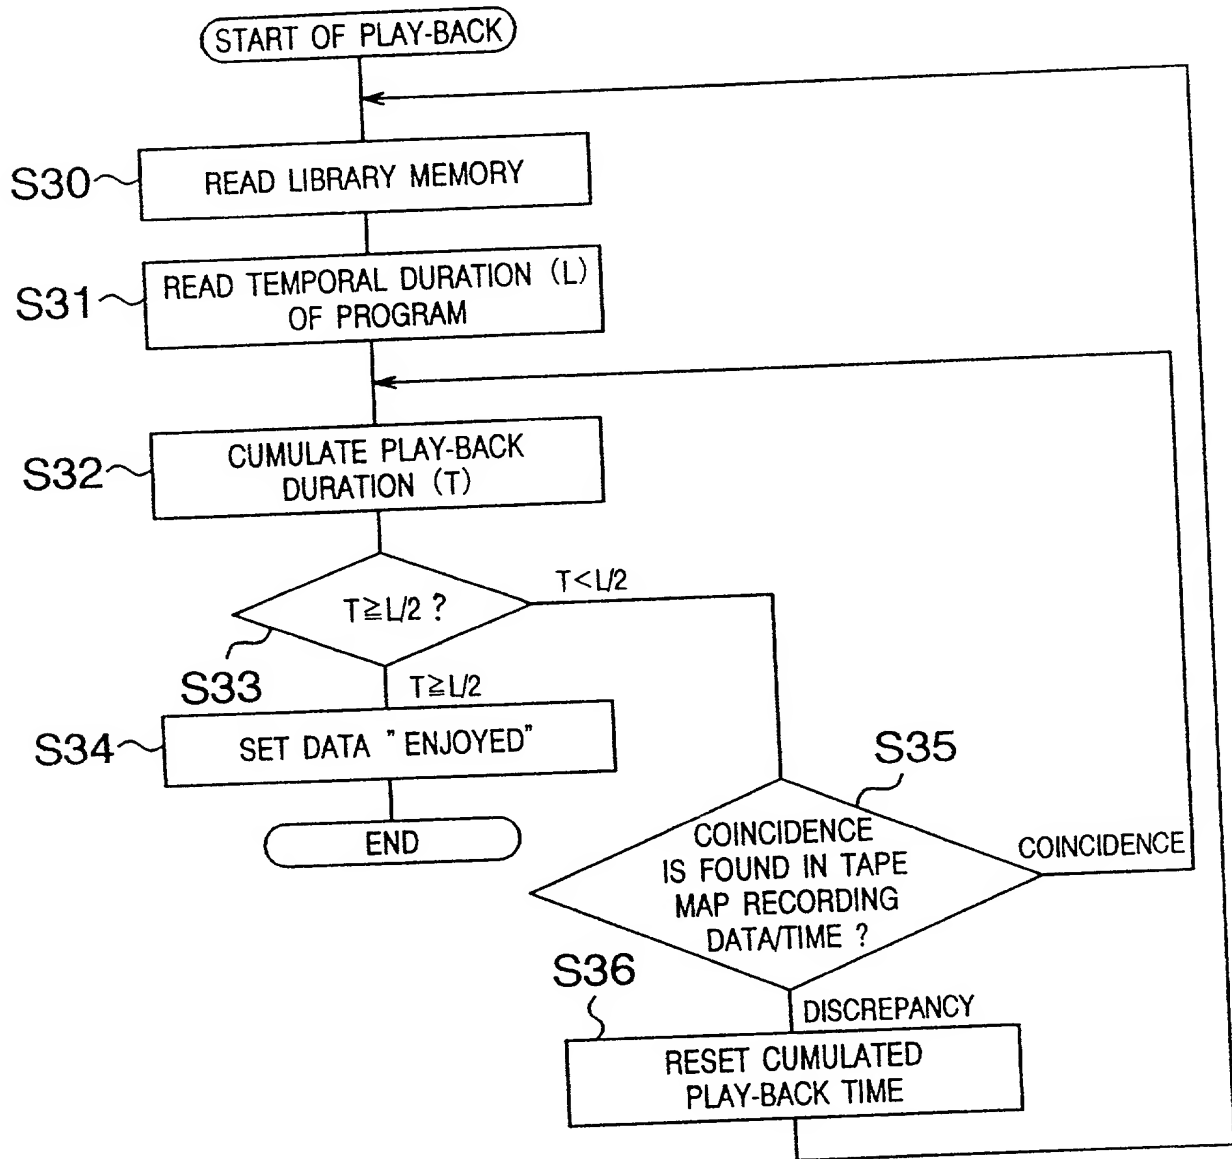 START OF PLAY-BACK
S30
READ LIBRARY MEMORY
S31
READ TEMPORAL DURATION (L)
OF PROGRAM
S32
CUMULATE PLAY-BACK
DURATION (T)
T≧L/2 ?
T<L/2
S33
T≧L/2
S34
SET DATA "ENJOYED"
END
S35
COINCIDENCE
IS FOUND IN TAPE
MAP RECORDING
DATA/TIME ?
COINCIDENCE
S36
DISCREPANCY
RESET CUMULATED
PLAY-BACK TIME